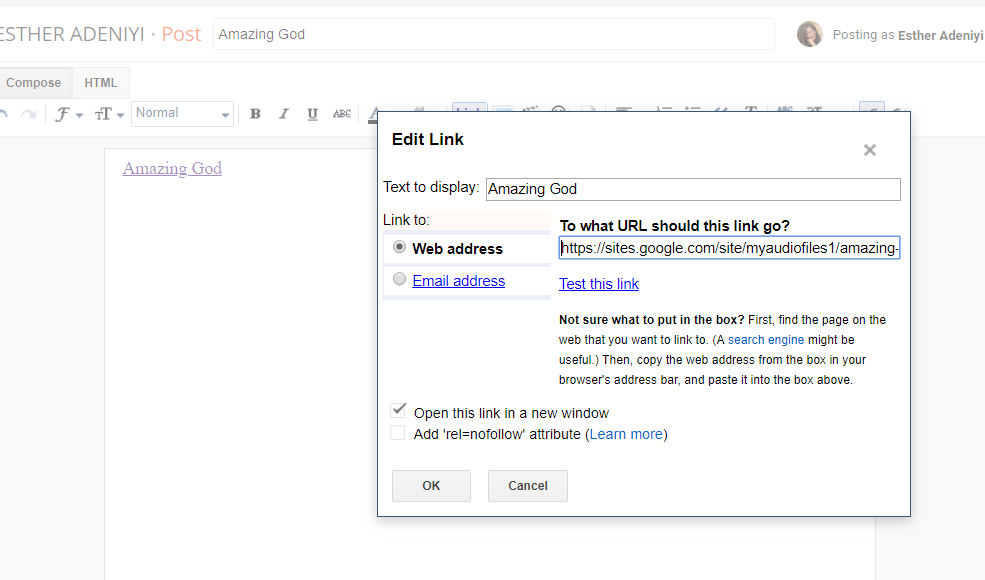 ESTHER ADENIYI · Post
Amazing God
Posting as Esther Adeniyi
Compose
HTML
Normal
B I U ABC A
Amazing God
Edit Link
Text to display: Amazing God
Link to:
Web address
Email address
To what URL should this link go?
https://sites.google.com/site/myaudiofiles1/amazing-
Test this link
Not sure what to put in the box? First, find the page on the
web that you want to link to. (A search engine might be
useful.) Then, copy the web address from the box in your
browser's address bar, and paste it into the box above.
Open this link in a new window
Add 'rel=nofollow' attribute (Learn more)
OK
Cancel